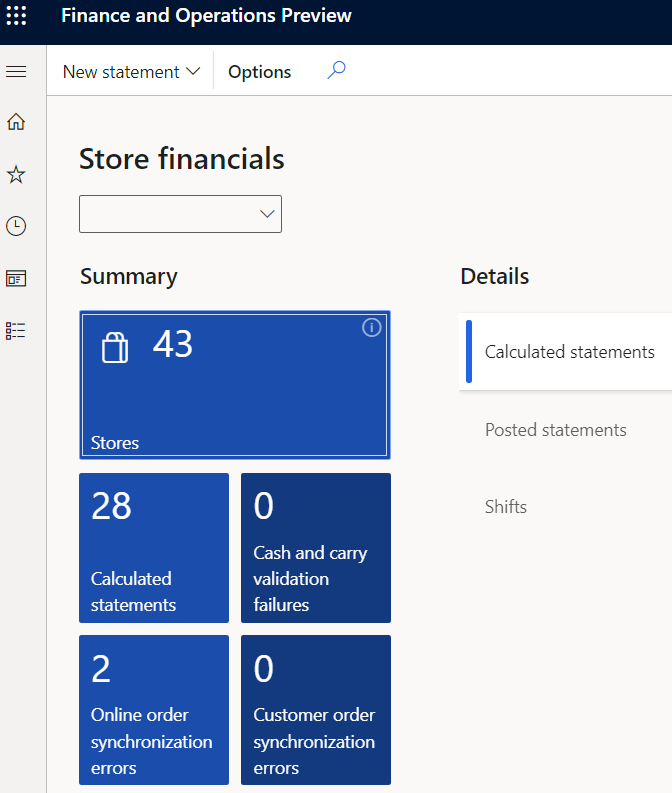 Finance and Operations Preview
New statement
Options
Store financials
Summary
Details
43
Stores
Calculated statements
Posted statements
Shifts
28
Calculated
statements
0
Cash and carry
validation
failures
2
Online order
synchronization
errors
0
Customer order
synchronization
errors